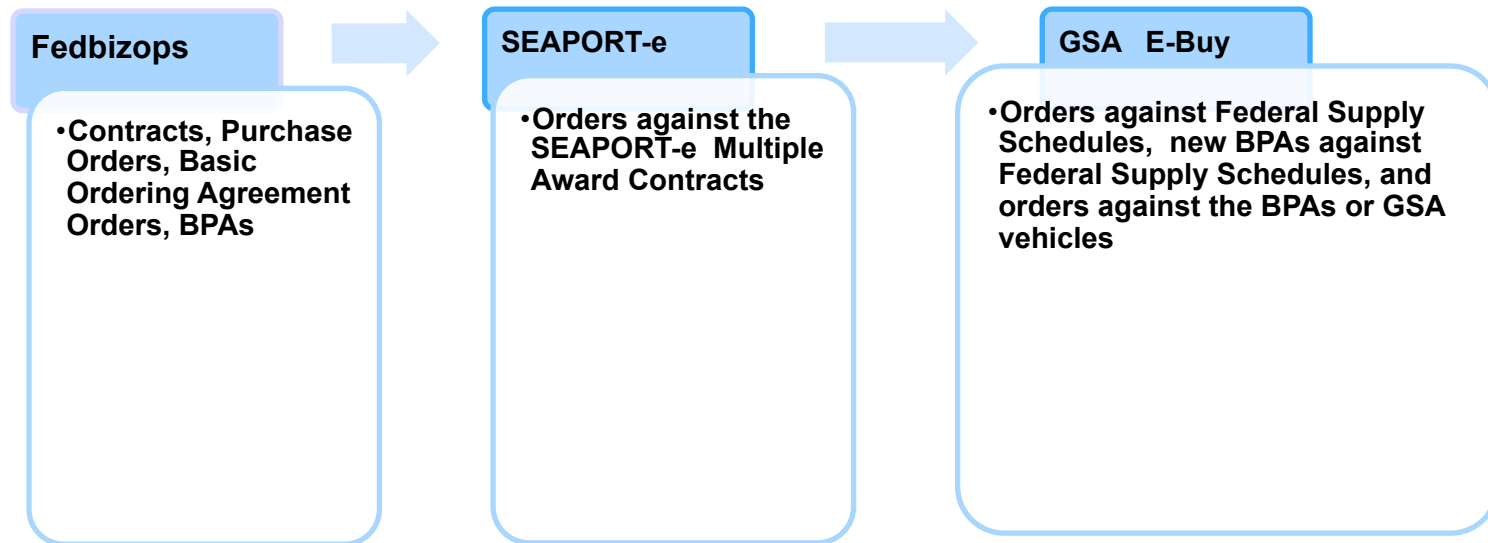 Fedbizops
•Contracts, Purchase
Orders, Basic
Ordering Agreement
Orders, BPAs
SEAPORT-e
•Orders against the
SEAPORT-e Multiple
Award Contracts
GSA E-Buy
•Orders against Federal Supply
Schedules, new BPAs against
Federal Supply Schedules, and
orders against the BPAs or GSA
vehicles